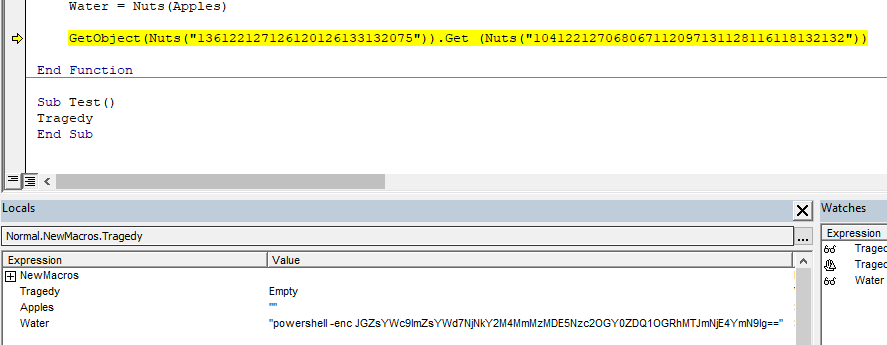 Water = Nuts(Apples)
GetObject(Nuts("136122127126120126133132075")).Get (Nuts("104122127068067112097131128116118132132"))
End Function
Sub Test()
Tragedy
End Sub
Locals
Watches
Normal.NewMacros.Tragedy
...
Expression Value
Expression
NewMacros
Traged
Tragedy Empty
Traged
Apples ""
Water
Water "powershell -enc JGZsYWc9ImZsYWd7NjNkY2M4MmMzMDE5Nzc2OGY0ZDQ1OGRhMTJmNjE4YmN9Ig=="